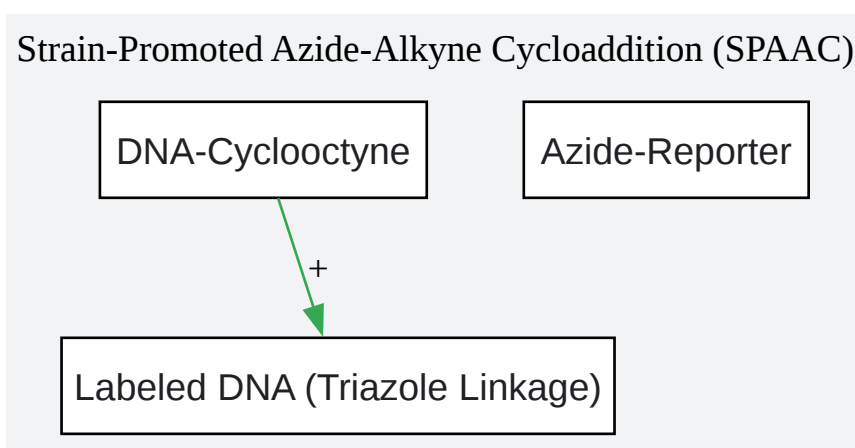 Strain-Promoted Azide-Alkyne Cycloaddition (SPAAC)
DNA-Cyclooctyne
Azide-Reporter
+
Labeled DNA (Triazole Linkage)